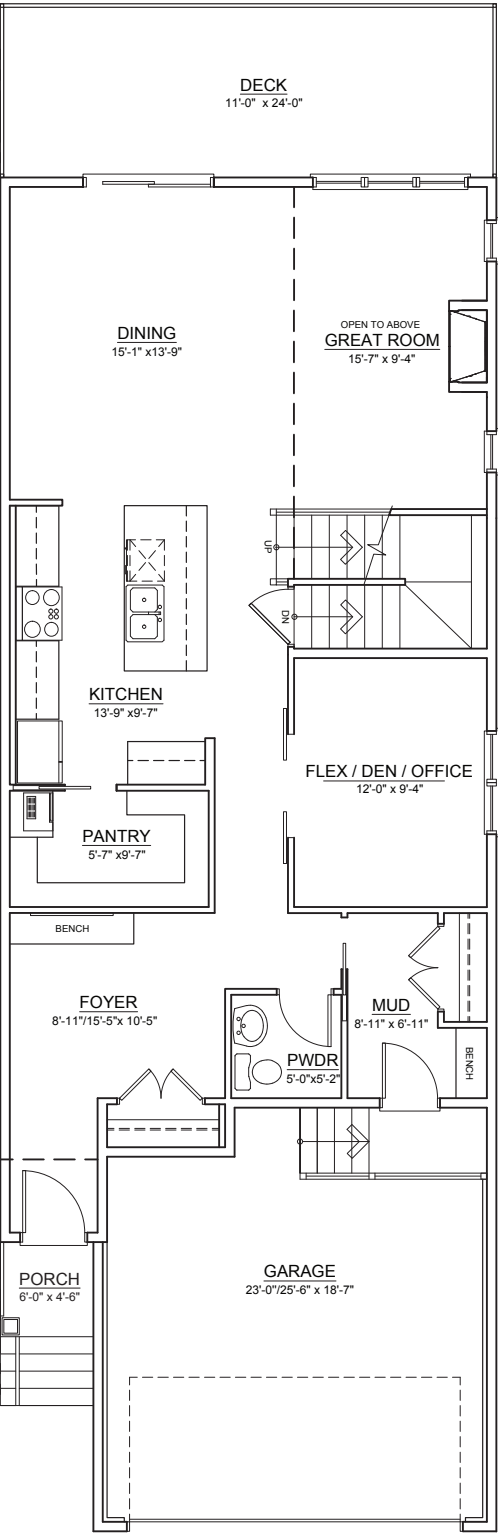 DECK
11'-0" x 24'-0"
OPEN TO ABOVE
DINING
15'-1" x13'-9"
GREAT ROOM
15'-7" x 9'-4"
UP
DN
KITCHEN
13'-9" x9'-7"
FLEX / DEN / OFFICE
12'-0" x 9'-4"
PANTRY
5'-7" x9'-7"
BENCH
FOYER
8'-11"/15'-5"x 10'-5"
MUD
8'-11" x 6'-11"
BENCH
PWDR
5'-0"x5'-2"
PORCH
6'-0" x 4'-6"
GARAGE
23'-0"/25'-6" x 18'-7"